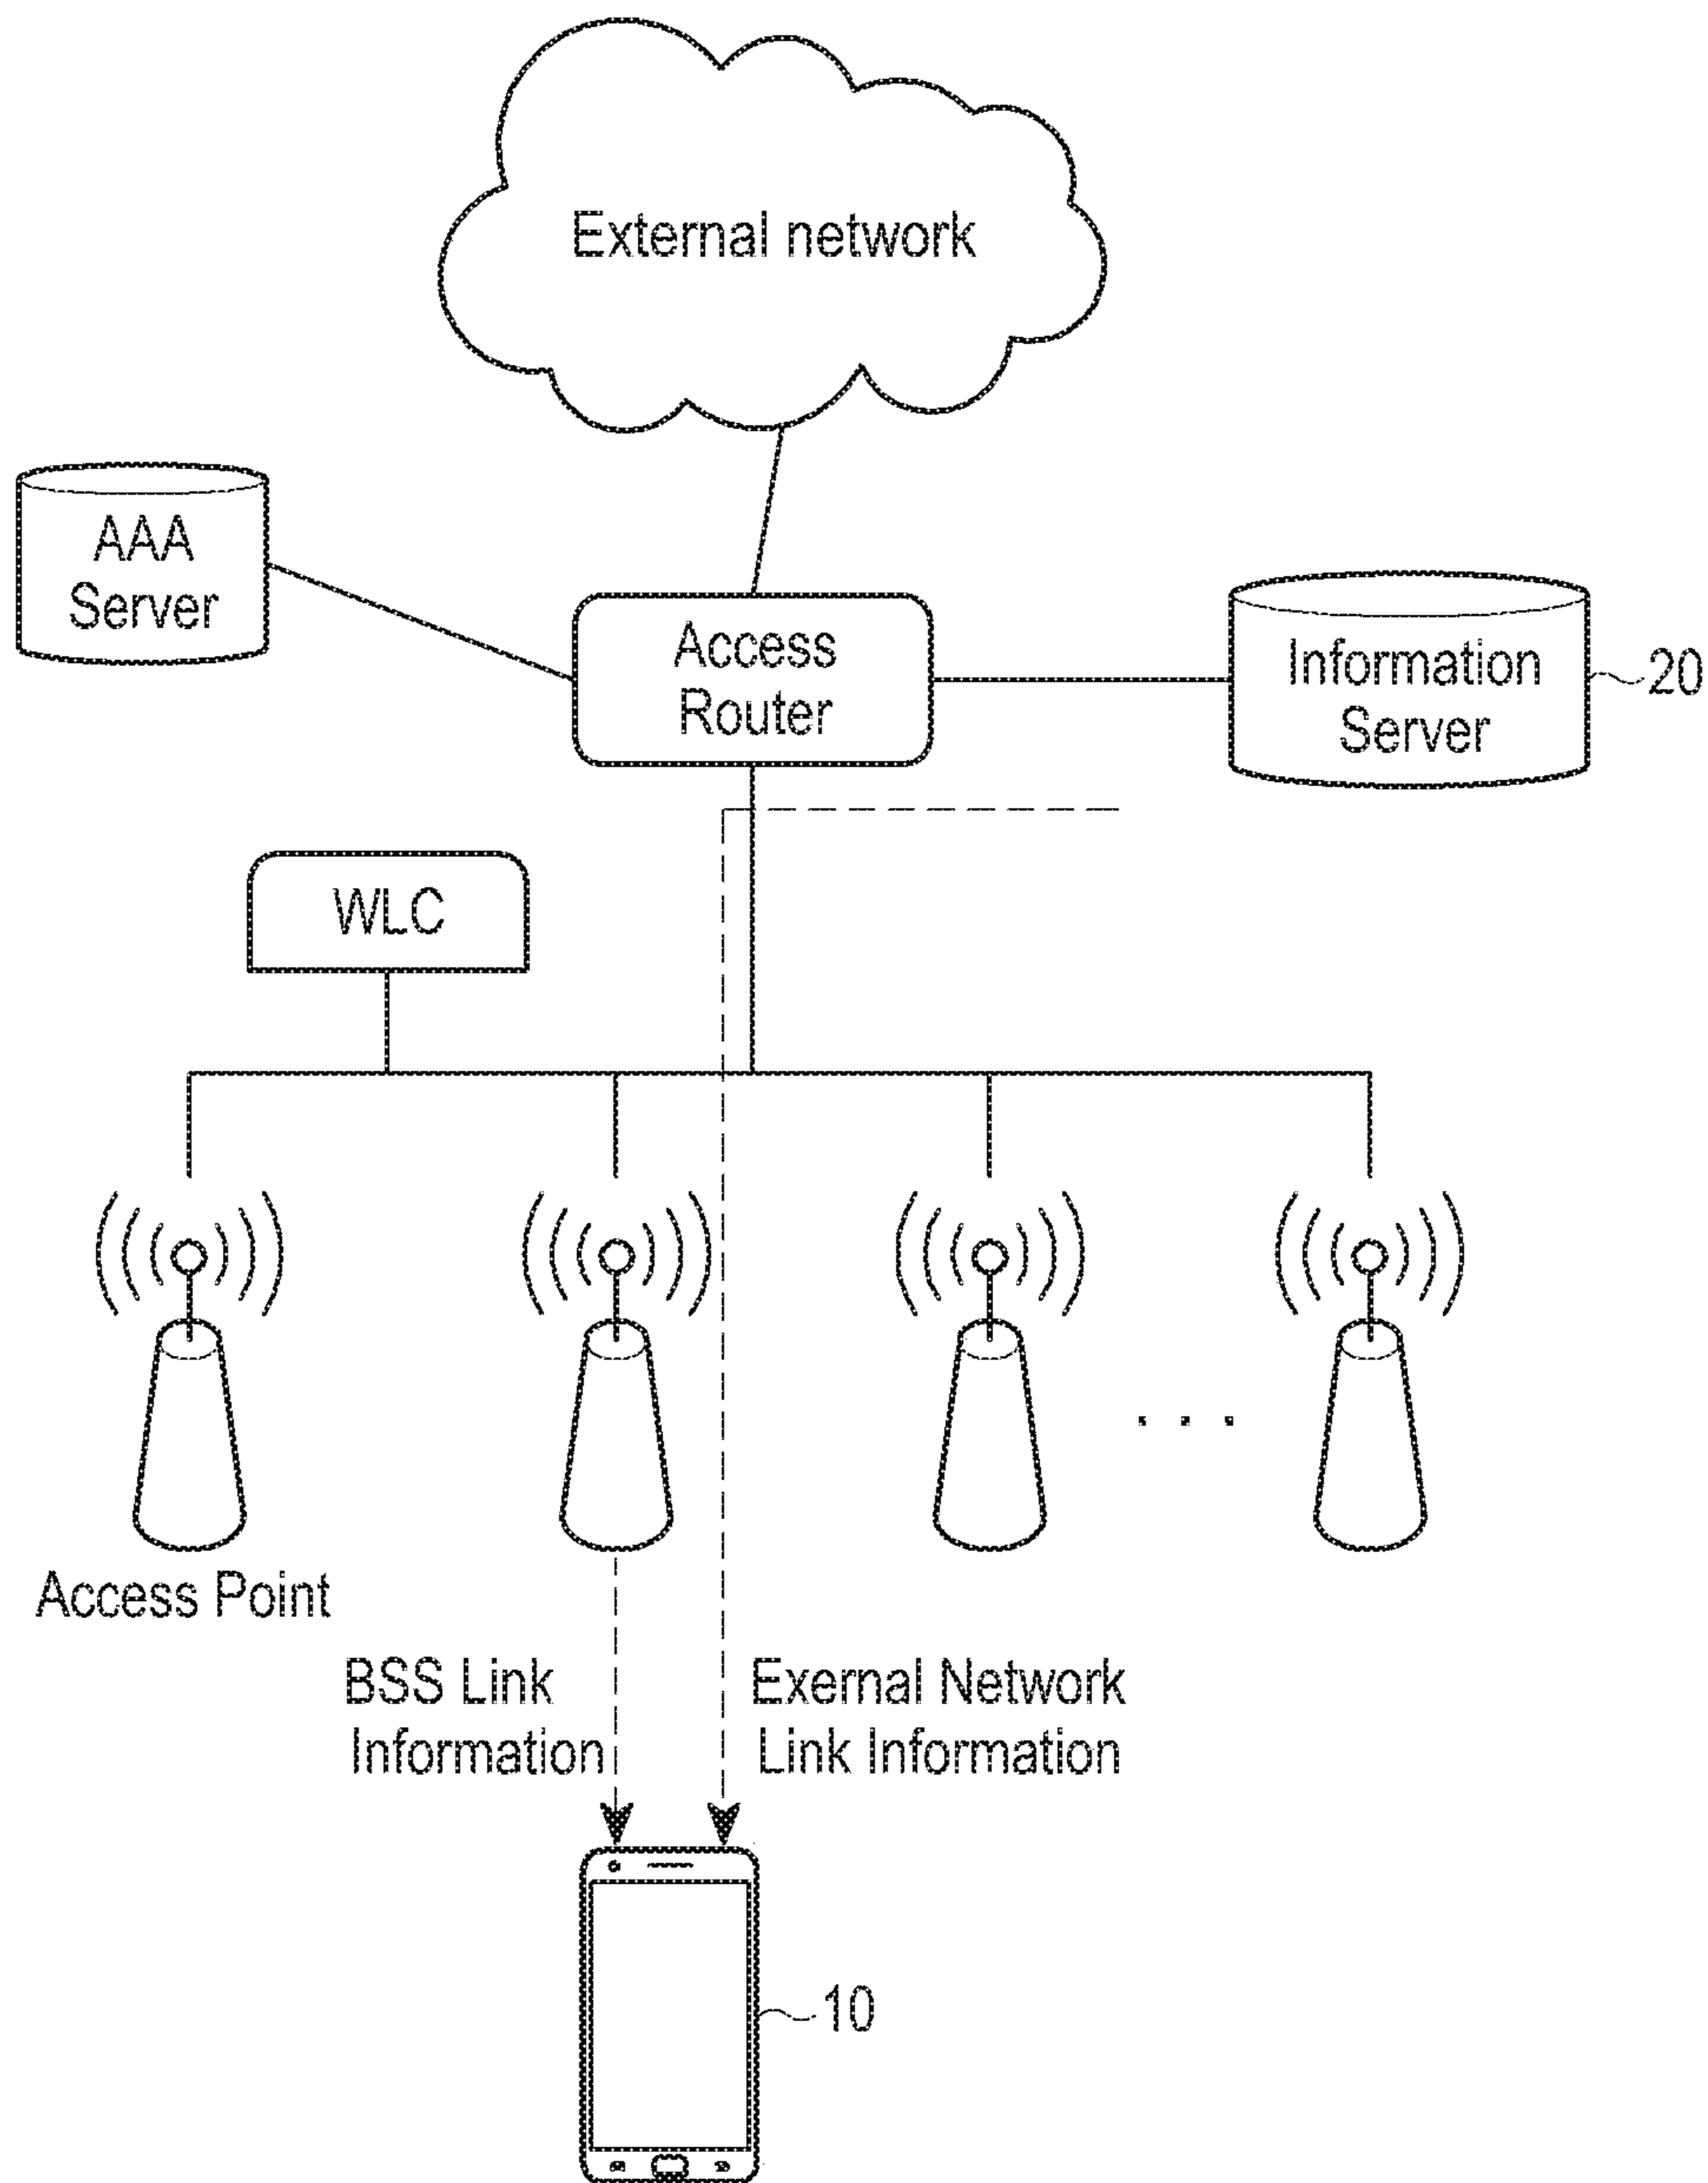 External network
AAA
Server
Access
Router
Information
Server
20
WLC
Access Point
BSS Link
Information
Exernal Network
Link Information
10